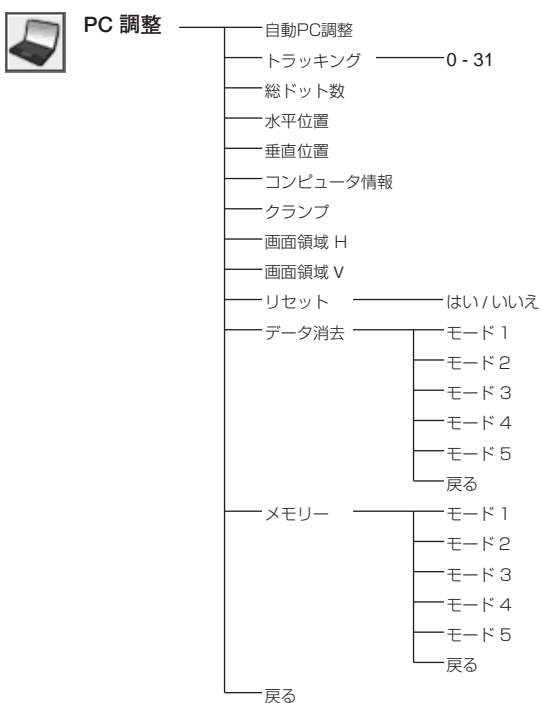 PC 調整
自動PC調整
トラッキング 0 - 31
総ドット数
水平位置
垂直位置
コンピュータ情報
クランプ
画面領域 H
画面領域 V
リセット はい / いいえ
データ消去 モード 1
モード 2
モード 3
モード 4
モード 5
戻る
メモリー モード 1
モード 2
モード 3
モード 4
モード 5
戻る
戻る